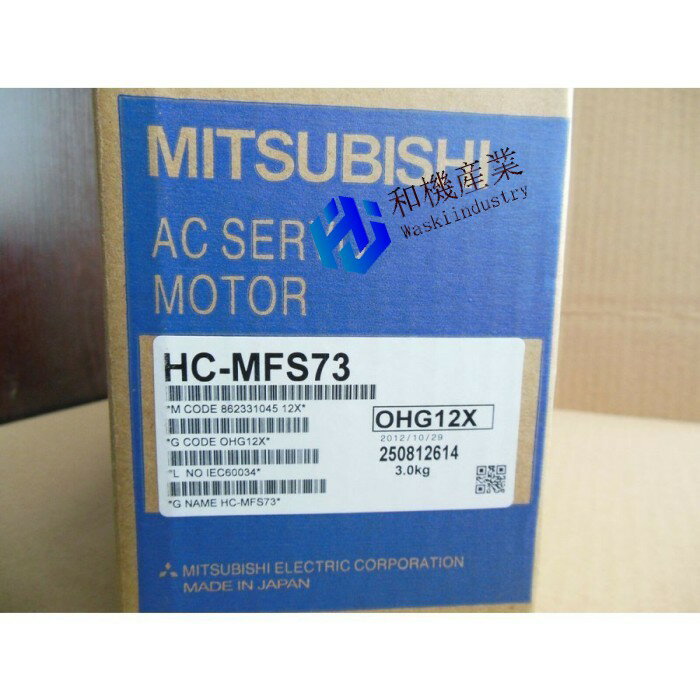 MITSUBISHI
和機産業
Waskiindustry
AC SER
MOTOR
HC-MFS73
*M CODE 862331045 12X*
*G CODE OHG12X*
*L NO IEC60034*
*G NAME HC-MFS73*
OHG12X
2012/10/29
250812614
3.0kg
MITSUBISHI ELECTRIC CORPORATION
MADE IN JAPAN